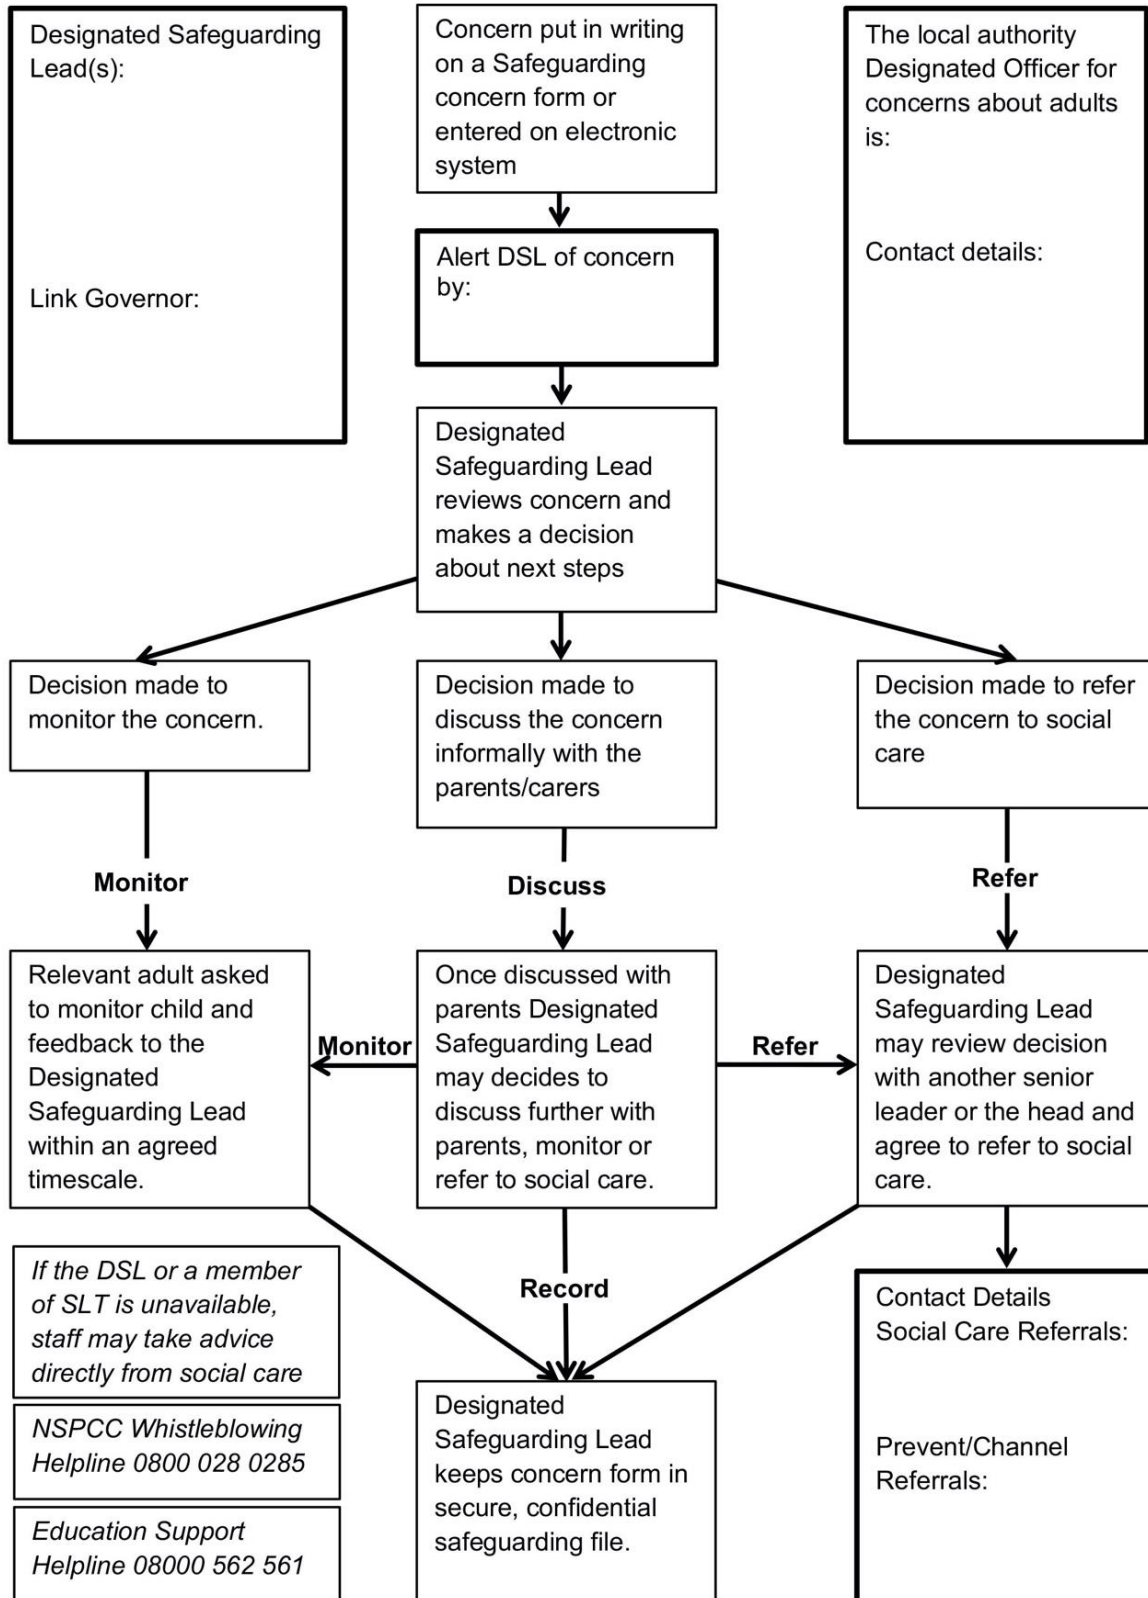 Designated Safeguarding
Lead(s):
Link Governor:
Concern put in writing
on a Safeguarding
concern form or
entered on electronic
system
The local authority
Designated Officer for
concerns about adults
is:
Contact details:
Alert DSL of concern
by:
Designated
Safeguarding Lead
reviews concern and
makes a decision
about next steps
Decision made to
monitor the concern.
Decision made to
discuss the concern
informally with the
parents/carers
Decision made to refer
the concern to social
care
Monitor
Discuss
Refer
Relevant adult asked
to monitor child and
feedback to the
Designated
Safeguarding Lead
within an agreed
timescale.
Monitor
Once discussed with
parents Designated
Safeguarding Lead
may decides to
discuss further with
parents, monitor or
refer to social care.
Refer
Designated
Safeguarding Lead
may review decision
with another senior
leader or the head and
agree to refer to social
care.
If the DSL or a member
of SLT is unavailable,
staff may take advice
directly from social care
NSPCC Whistleblowing
Helpline 0800 028 0285
Education Support
Helpline 08000 562 561
Record
Designated
Safeguarding Lead
keeps concern form in
secure, confidential
safeguarding file.
Contact Details
Social Care Referrals:
Prevent/Channel
Referrals: